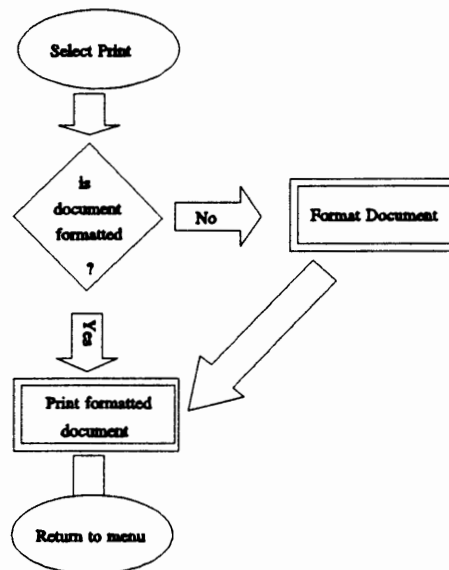 Select Print
is
document
formatted
?
No
Format Document
Yes
Print formatted
document
Return to menu